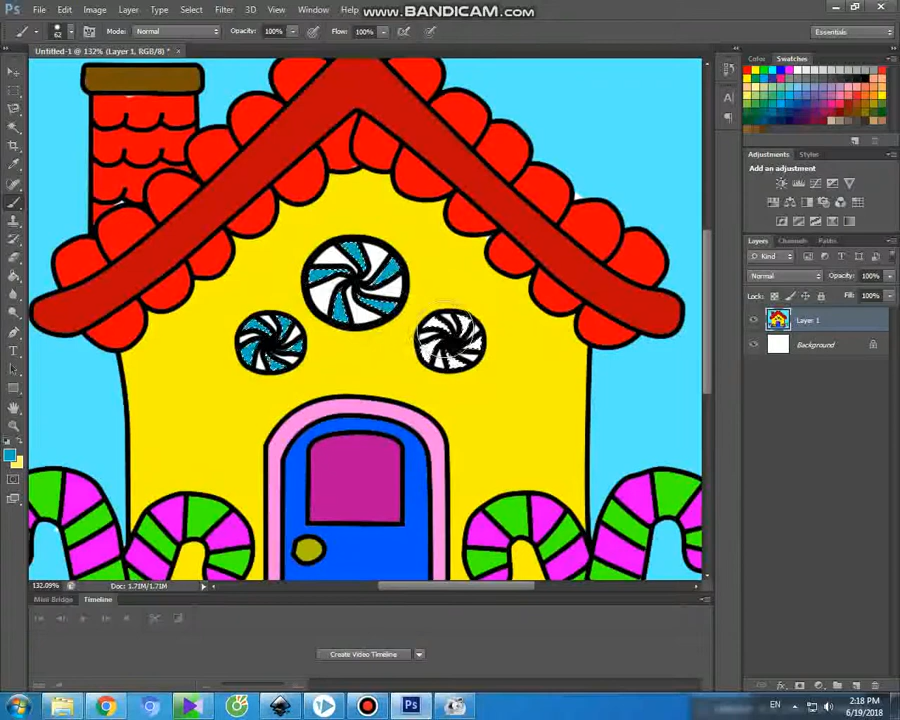 Ps File Edit Image Layer Type Select Filter 3D View Window Help
www.BANDICAM.com
62 Mode: Normal Opacity: 100% Flow: 100% Essentials
Untitled-1 @ 132% (Layer 1, RGB/8) * ×
Color Swatches
Adjustments Styles
Add an adjustment
Layers Channels Paths
Kind
Normal Opacity: 100%
Lock: Fill: 100%
Layer 1
Background
132.09% Doc: 1.71M/1.71M
Mini Bridge Timeline
Create Video Timeline
Ps EN 2:18 PM
6/19/2018